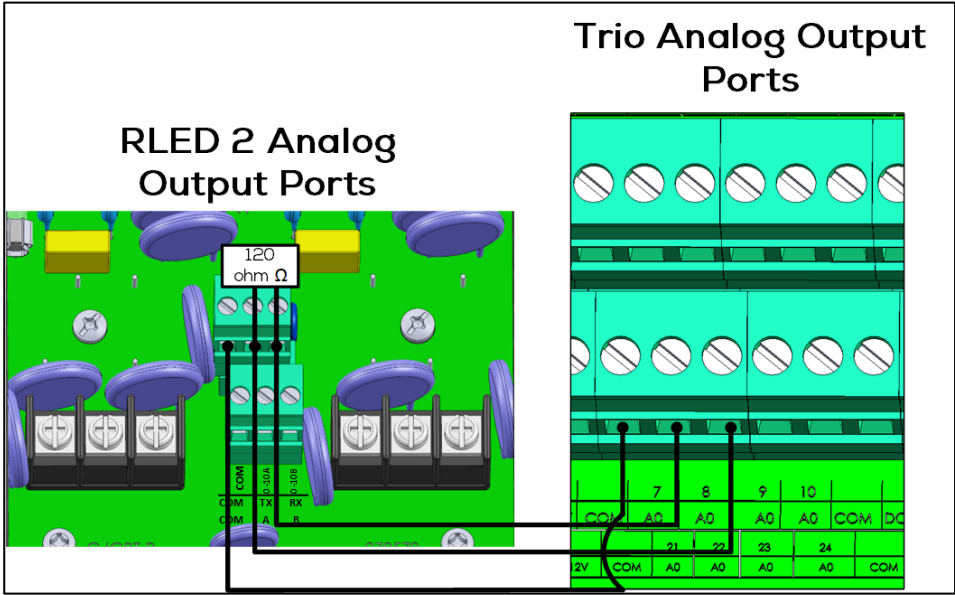 Trio Analog Output
Ports
RLED 2 Analog
Output Ports
120
ohm Ω
COM 0-10A 0-10B
COM TX RX
COM A B
7 8 9 10
COM A0 A0 A0 A0 COM DC
21 22 23 24
12V COM A0 A0 A0 A0 COM